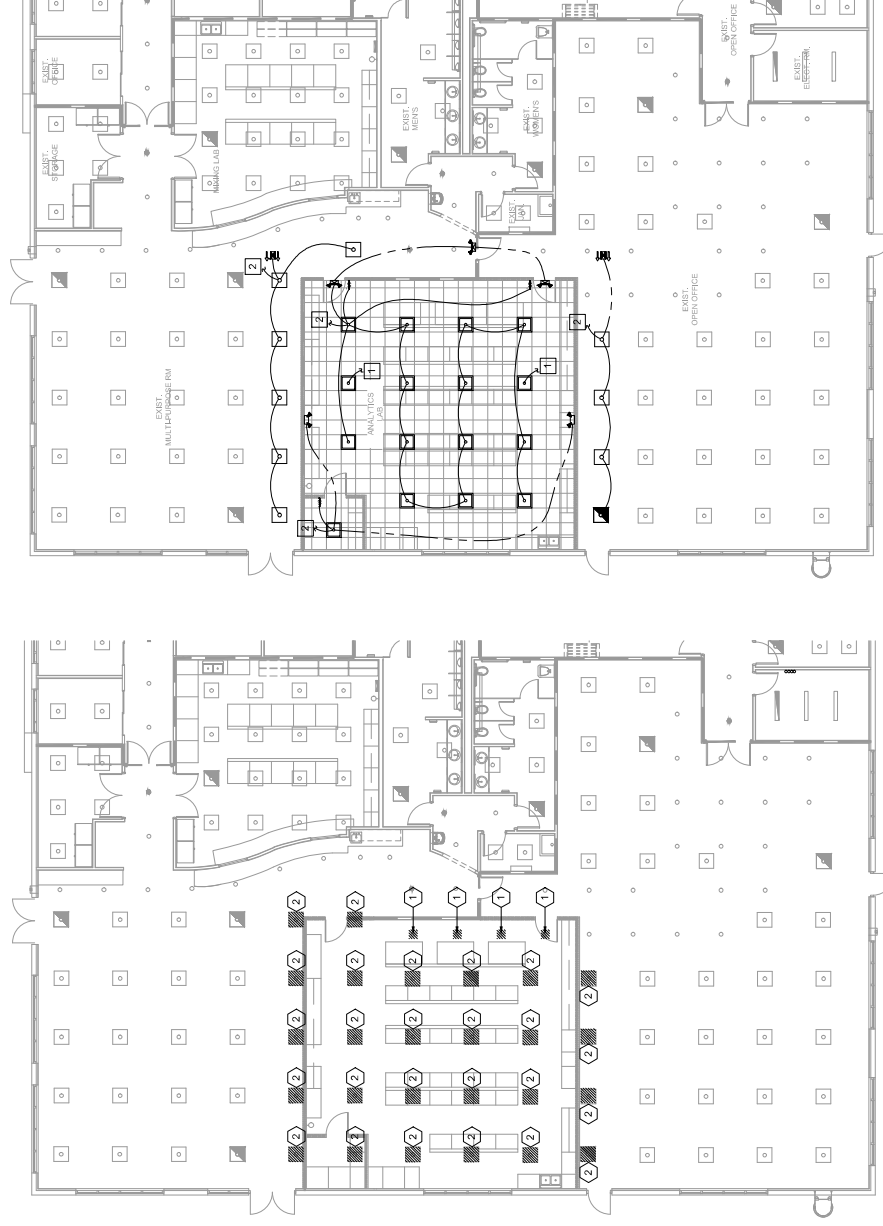 EXIST.
OPEN OFFICE
EXIST.
OFFICE
EXIST.
ELECT. RM.
EXIST.
MEN'S
EXIST.
WOMEN'S
EXIST.
STORAGE
MIXING LAB
EXIST.
JAN.
2
EXIST.
OPEN OFFICE
2
2
1
1
EXIST.
MULTI-PURPOSE RM
ANALYTICS
LAB
2
2 2 1 1 1 1
2 2 2 2 2
2
2 2 2 2 2
2
2 2 2 2 2
2
2 2 2 2 2
2